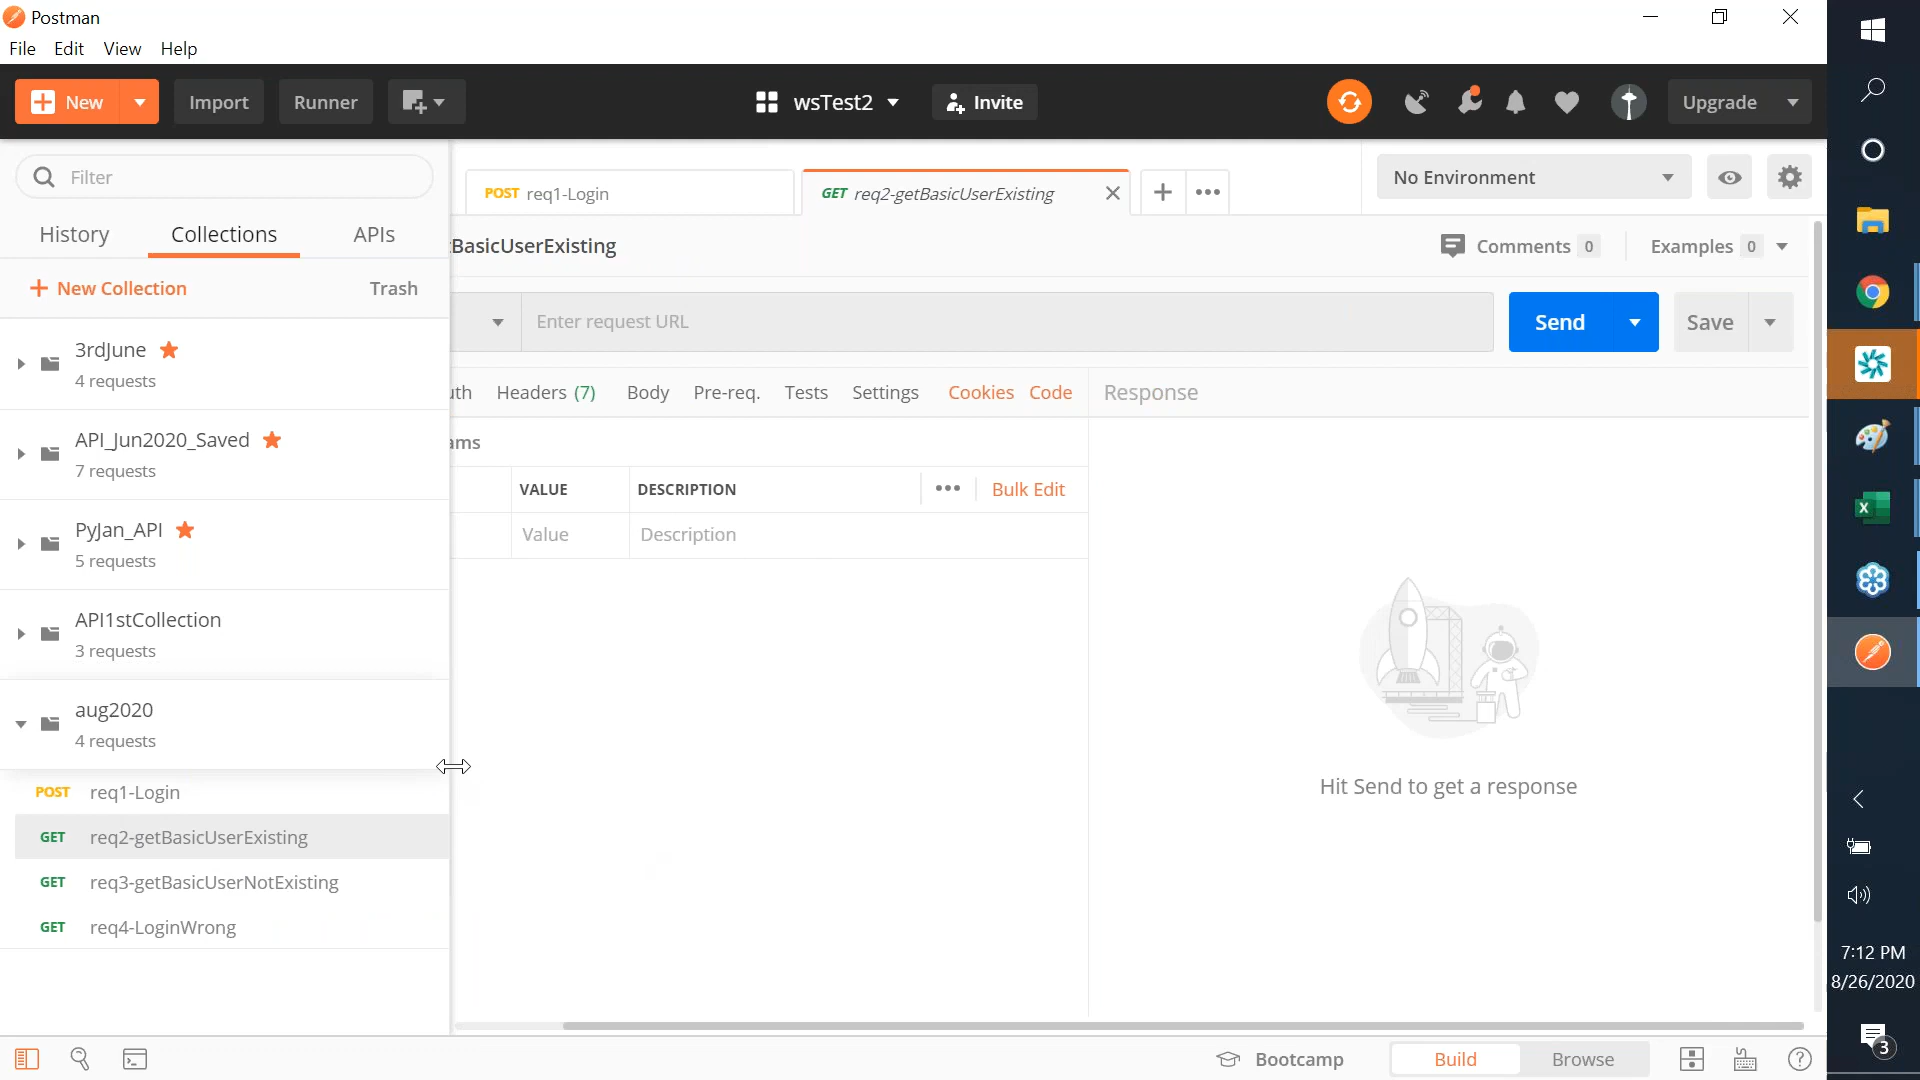 Postman
File Edit View Help
New Import Runner wsTest2 Invite Upgrade
Filter
History Collections APIs
New Collection Trash
3rdJune
4 requests
API_Jun2020_Saved
7 requests
PyJan_API
5 requests
API1stCollection
3 requests
aug2020
4 requests
POST req1-Login
GET req2-getBasicUserExisting
GET req3-getBasicUserNotExisting
GET req4-LoginWrong
POST req1-Login GET req2-getBasicUserExisting No Environment
tBasicUserExisting Comments 0 Examples 0
Enter request URL Send Save
uth Headers (7) Body Pre-req. Tests Settings Cookies Code Response
ams
VALUE DESCRIPTION Bulk Edit
Value Description
Hit Send to get a response
Bootcamp Build Browse
7:12 PM
8/26/2020
3